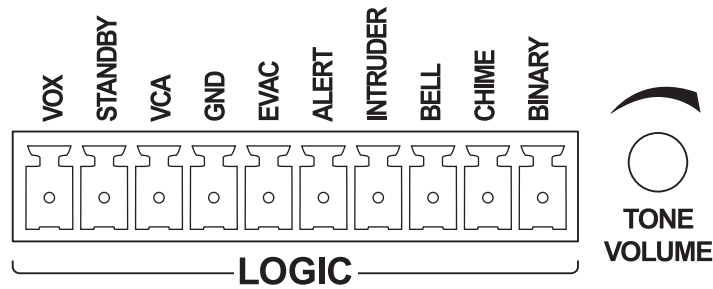 VOX
STANDBY
VCA
GND
EVAC
ALERT
INTRUDER
BELL
CHIME
BINARY
TONE
VOLUME
LOGIC